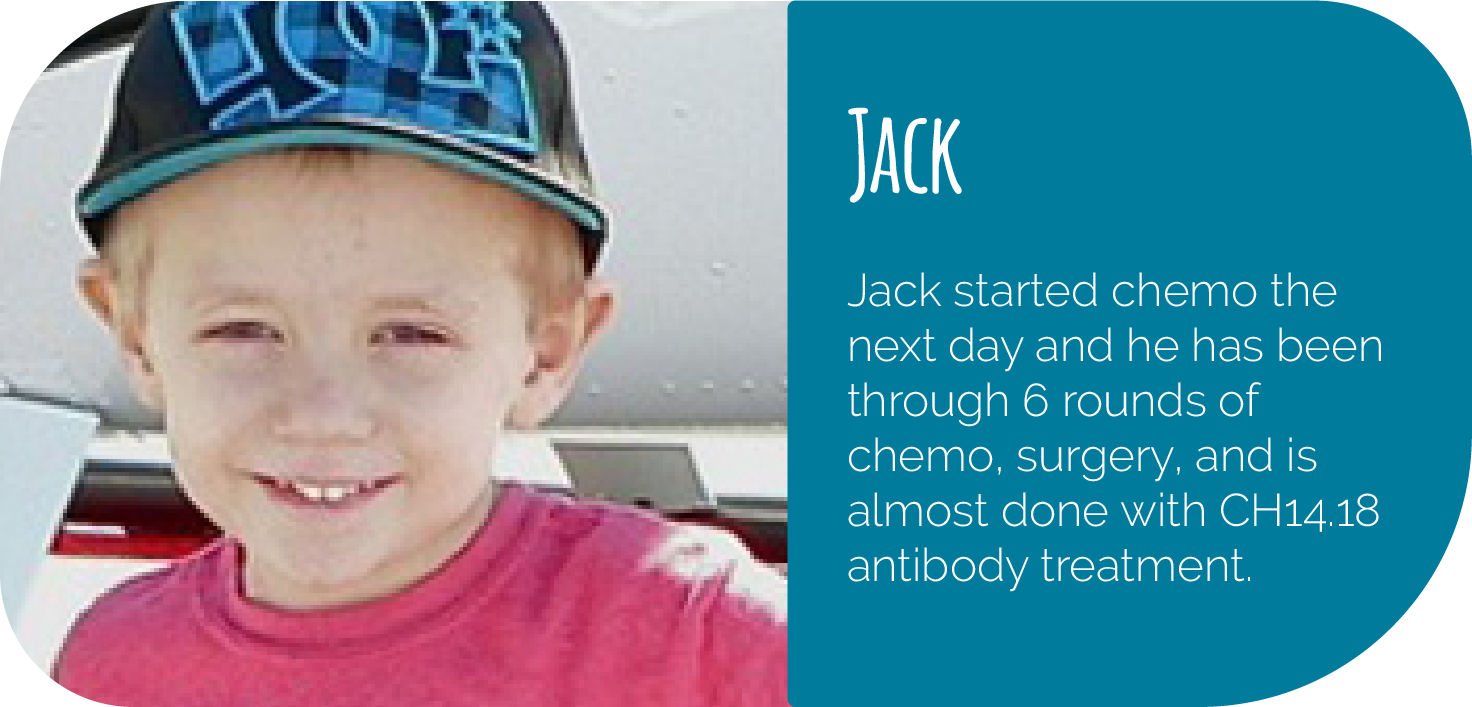 Jack
Jack started chemo the
next day and he has been
through 6 rounds of
chemo, surgery, and is
almost done with CH14.18
antibody treatment.